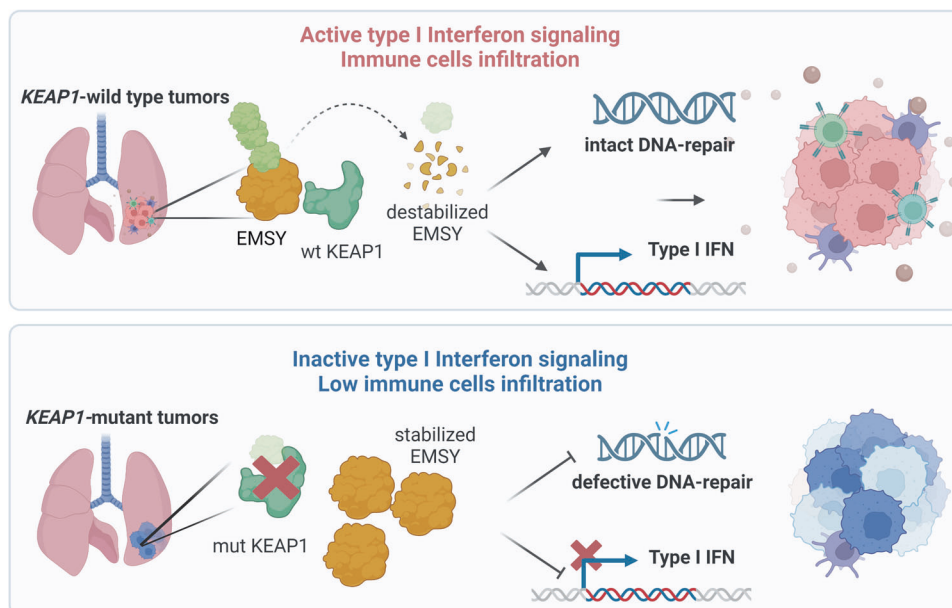 Active type I Interferon signaling
Immune cells infiltration
KEAP1-wild type tumors
EMSY
wt KEAP1
destabilized
EMSY
intact DNA-repair
Type I IFN
Inactive type I Interferon signaling
Low immune cells infiltration
KEAP1-mutant tumors
mut KEAP1
stabilized
EMSY
defective DNA-repair
Type I IFN